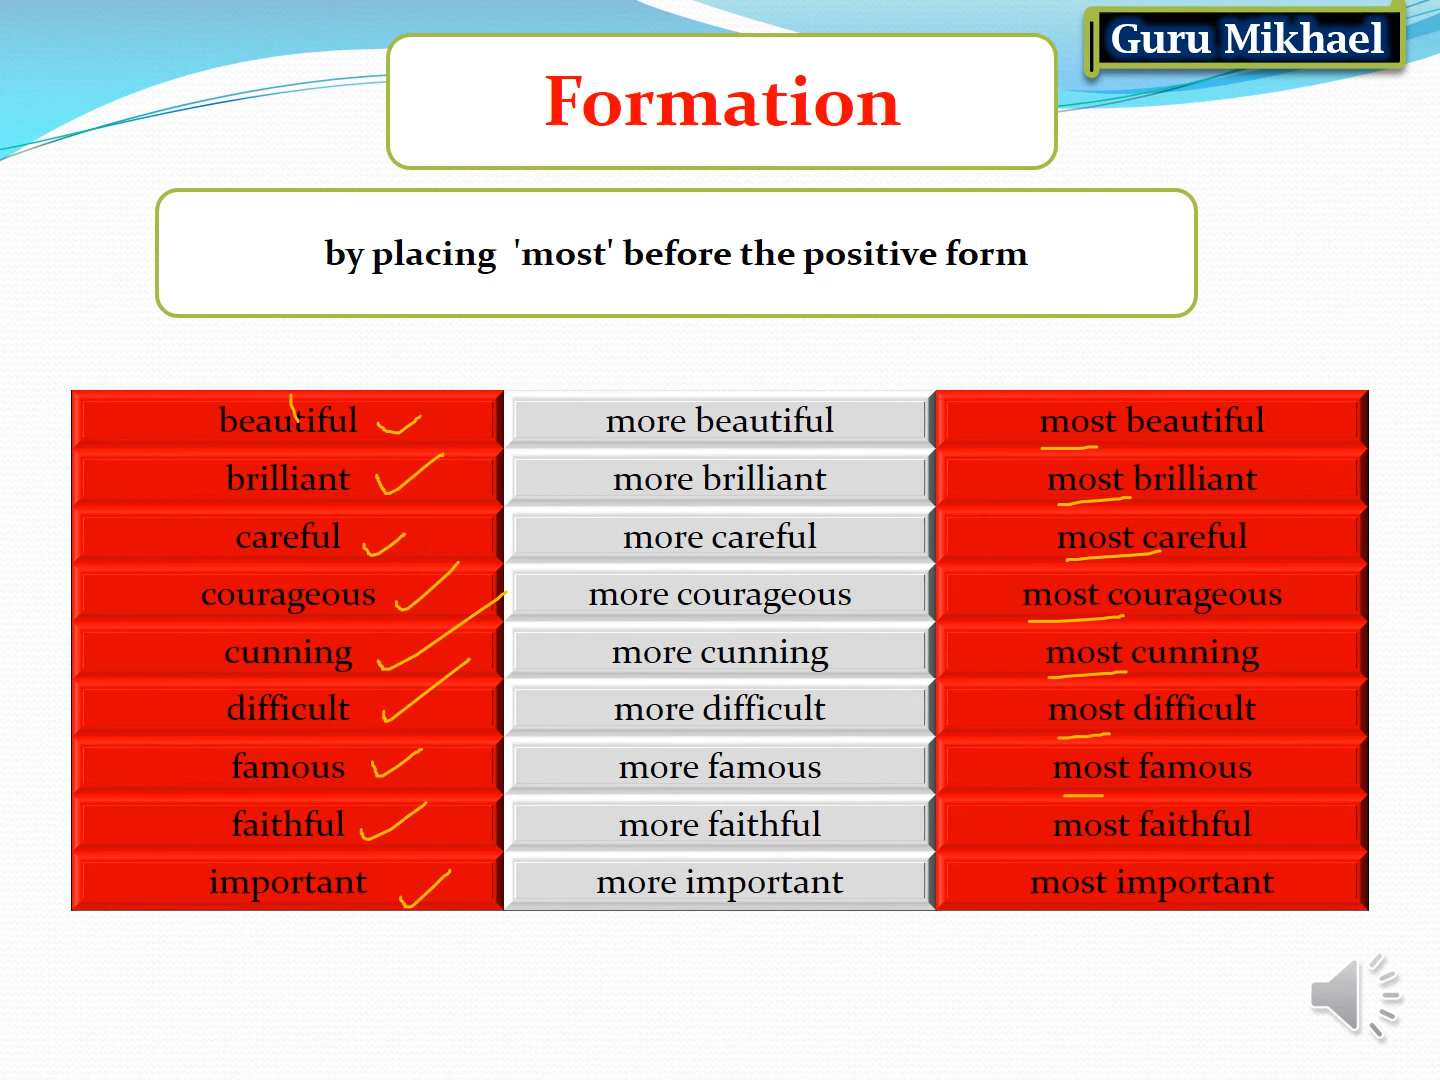 Guru Mikhael
Formation
by placing 'most' before the positive form
beautiful more beautiful most beautiful
brilliant more brilliant most brilliant
careful more careful most careful
courageous more courageous most courageous
cunning more cunning most cunning
difficult more difficult most difficult
famous more famous most famous
faithful more faithful most faithful
important more important most important